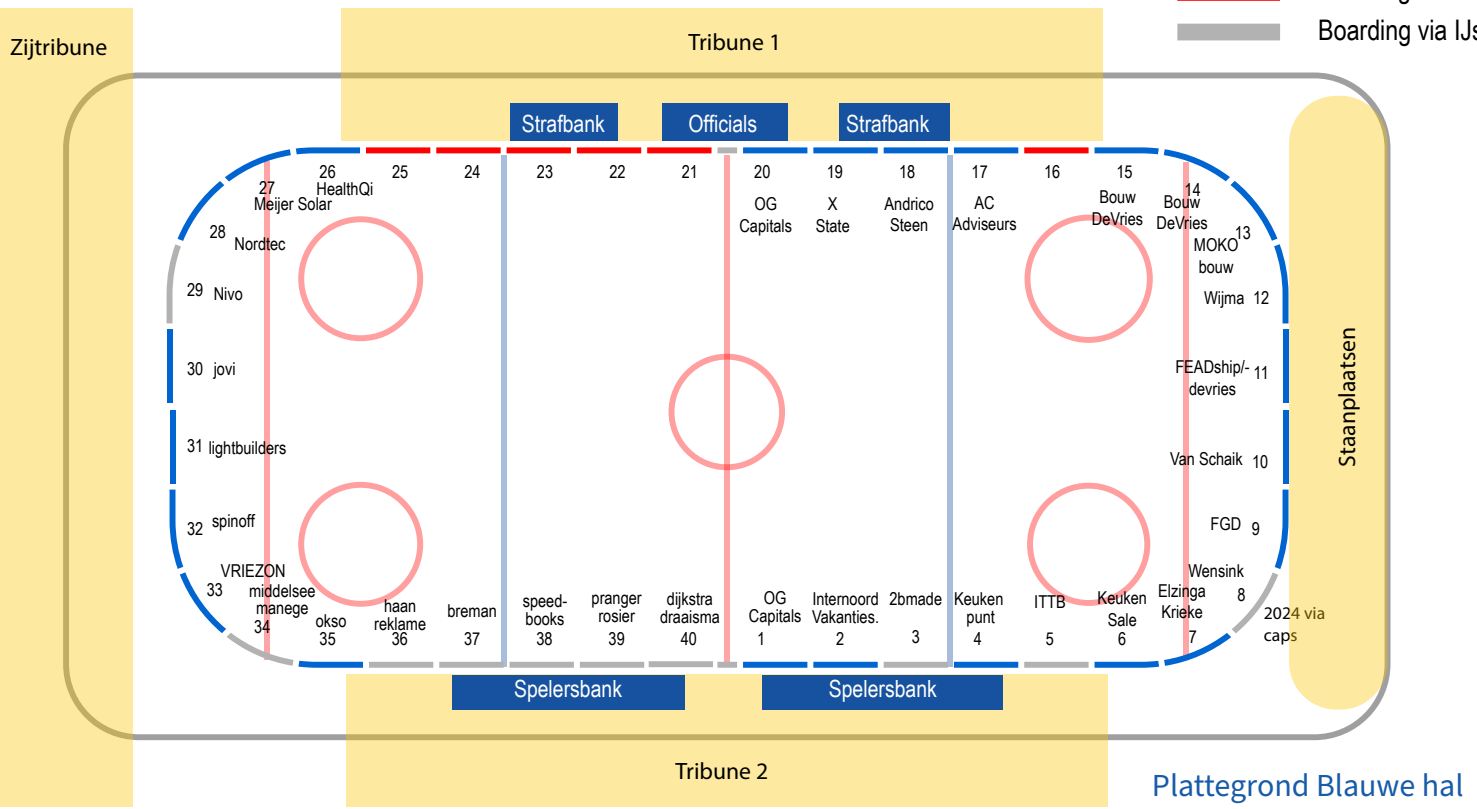 Boarding via IJs
Zijtribune
Tribune 1
Strafbank
Officials
Strafbank
26
HealthQi
25
24
23
22
21
20
OG
Capitals
19
X
State
18
Andrico
Steen
17
AC
Adviseurs
16
15
Bouw
DeVries
14
Bouw
DeVries
13
MOKO
bouw
Wijma 12
FEADship/-
devries
11
Van Schaik 10
FGD 9
Wensink
8
2024 via
caps
27
Meijer Solar
28
Nordtec
29 Nivo
30 jovi
31 lightbuilders
32 spinoff
VRIEZON
33
middelsee
manege
34
okso
35
haan
reklame
36
breman
37
speed-
books
38
pranger
rosier
39
dijkstra
draaisma
40
OG
Capitals
1
Internoord
Vakanties.
2
2bmade
3
Keuken
punt
4
ITTB
5
Keuken
Sale
6
Elzinga
Krieke
7
Spelersbank
Spelersbank
Staanplaatsen
Tribune 2
Plattegrond Blauwe hal